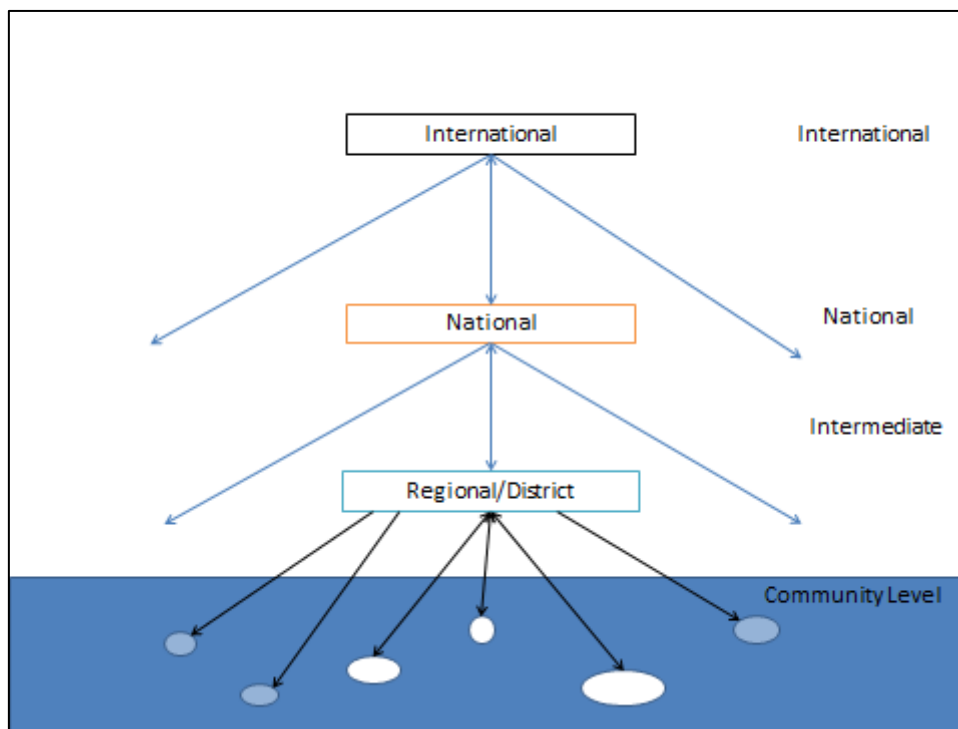 International
International
National
National
Intermediate
Regional/District
Community Level